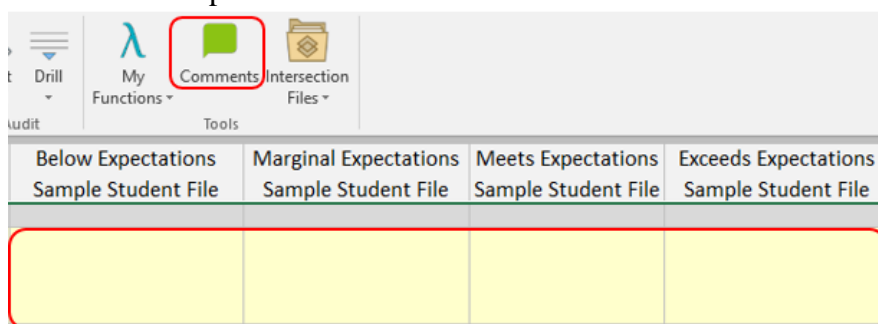 Drill
My
Functions
Comments
Intersection
Files
Tools
Below Expectations
Sample Student File
Marginal Expectations
Sample Student File
Meets Expectations
Sample Student File
Exceeds Expectations
Sample Student File